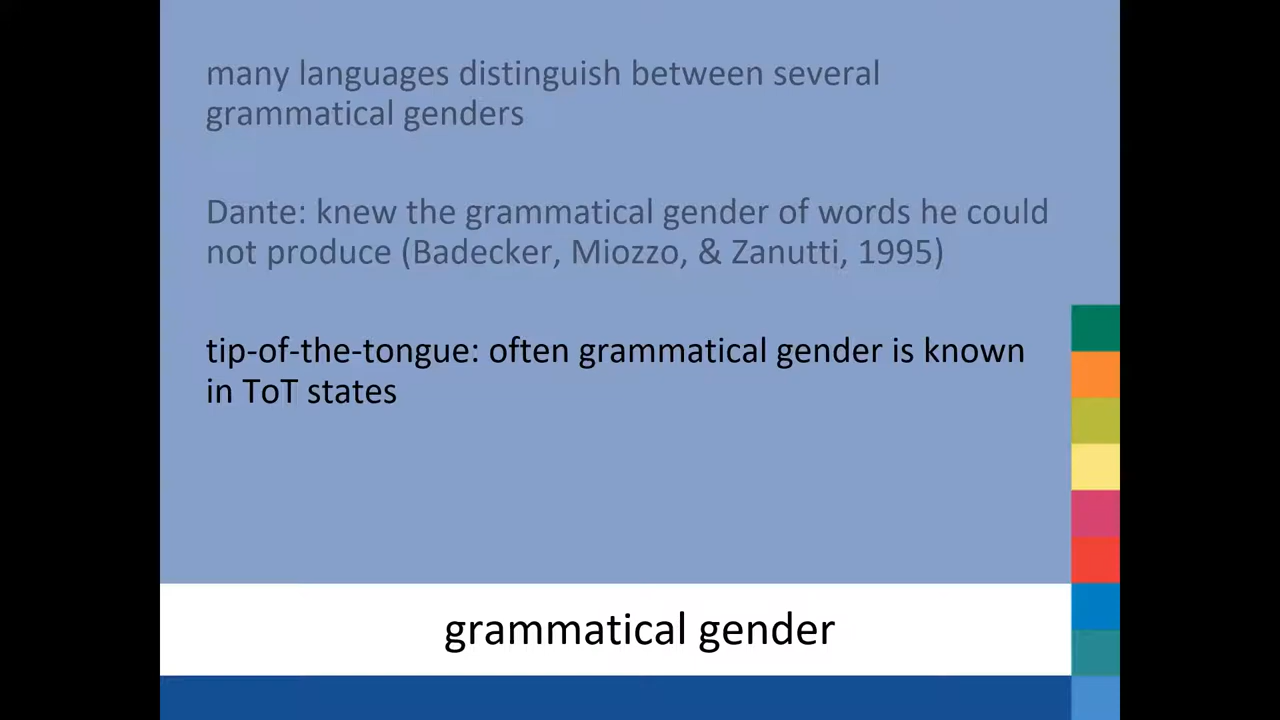 many languages distinguish between several
grammatical genders
Dante: knew the grammatical gender of words he could
not produce (Badecker, Miozzo, & Zanutti, 1995)
tip-of-the-tongue: often grammatical gender is known
in ToT states
grammatical gender